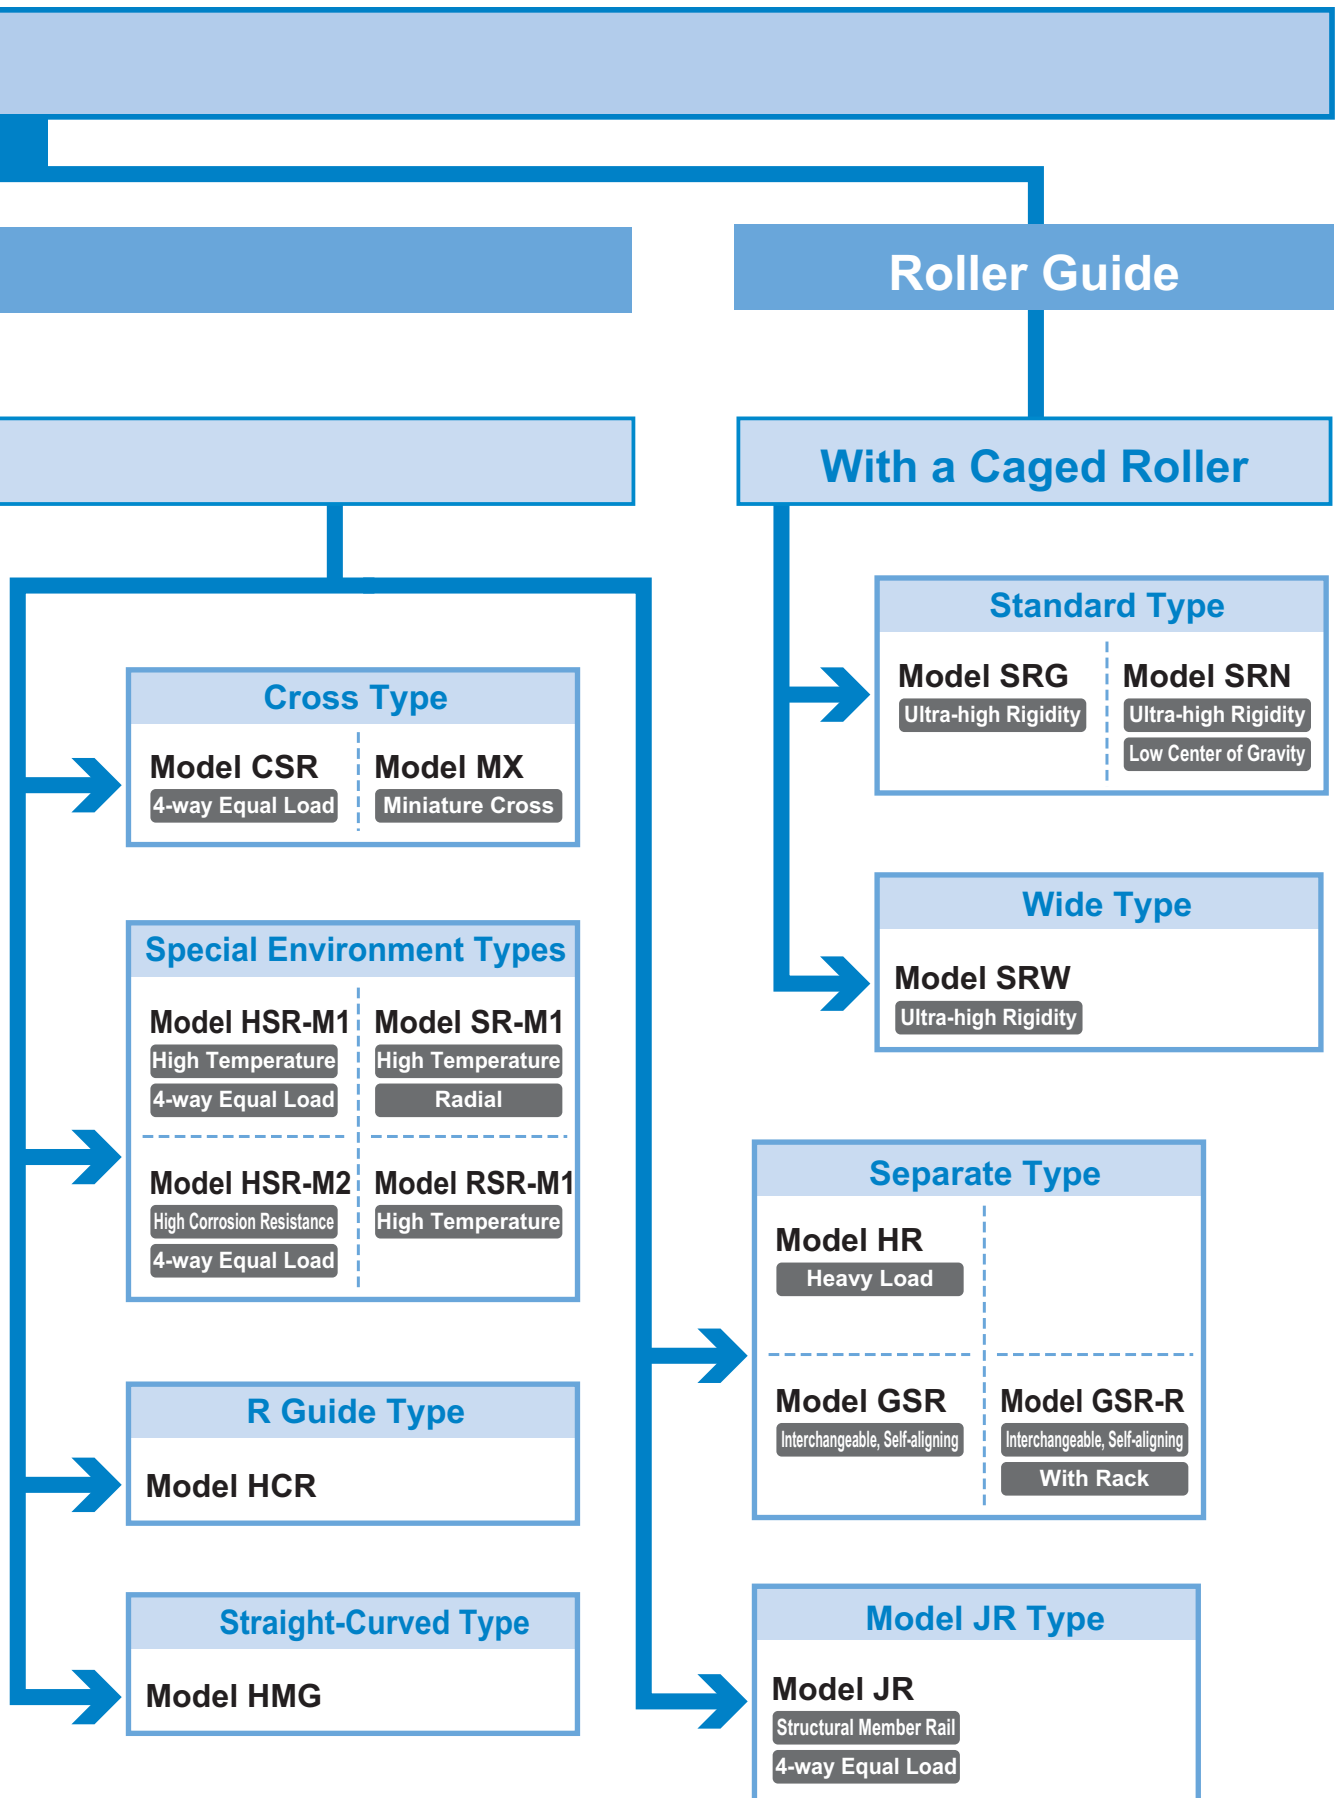 Roller Guide
With a Caged Roller
Standard Type
Model SRG
Ultra-high Rigidity
Model SRN
Ultra-high Rigidity
Low Center of Gravity
Wide Type
Model SRW
Ultra-high Rigidity
Cross Type
Model CSR
4-way Equal Load
Model MX
Miniature Cross
Special Environment Types
Model HSR-M1
High Temperature
4-way Equal Load
Model SR-M1
High Temperature
Radial
Model HSR-M2
High Corrosion Resistance
4-way Equal Load
Model RSR-M1
High Temperature
R Guide Type
Model HCR
Straight-Curved Type
Model HMG
Separate Type
Model HR
Heavy Load
Model GSR
Interchangeable, Self-aligning
Model GSR-R
Interchangeable, Self-aligning
With Rack
Model JR Type
Model JR
Structural Member Rail
4-way Equal Load